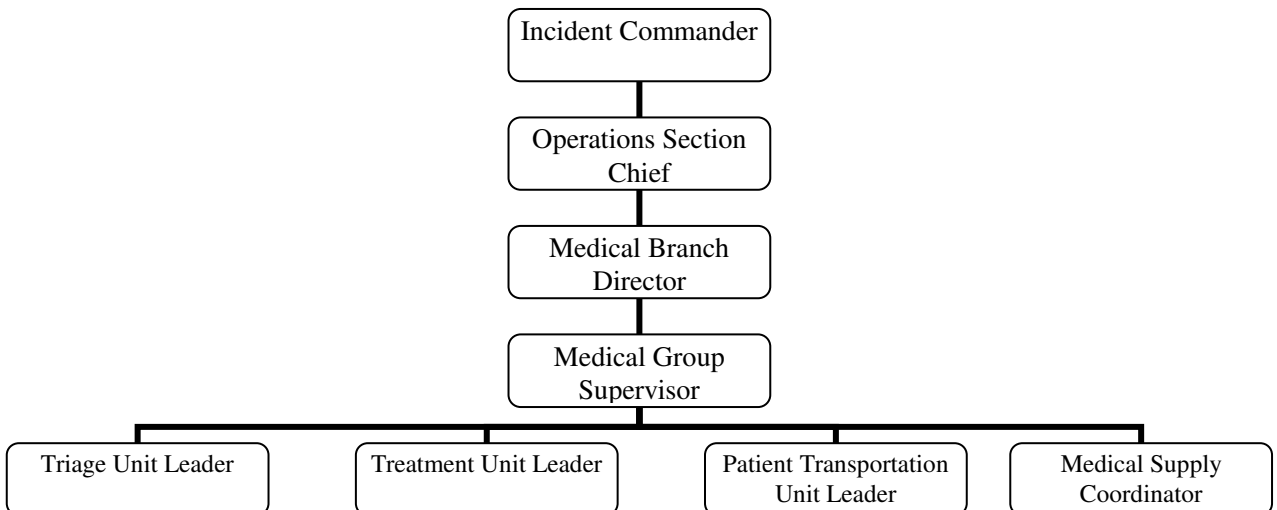 Incident Commander
Operations Section
Chief
Medical Branch
Director
Medical Group
Supervisor
Triage Unit Leader
Treatment Unit Leader
Patient Transportation
Unit Leader
Medical Supply
Coordinator